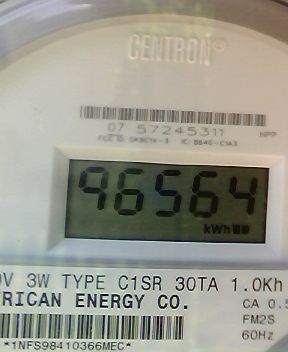 CENTRON®
07 57245311 NPP
96564
kWh
V 3W TYPE C1SR 30TA 1.0Kh
RICAN ENERGY CO.
CA 0.5
FM2S
60Hz
*1NFS98410366MEC*